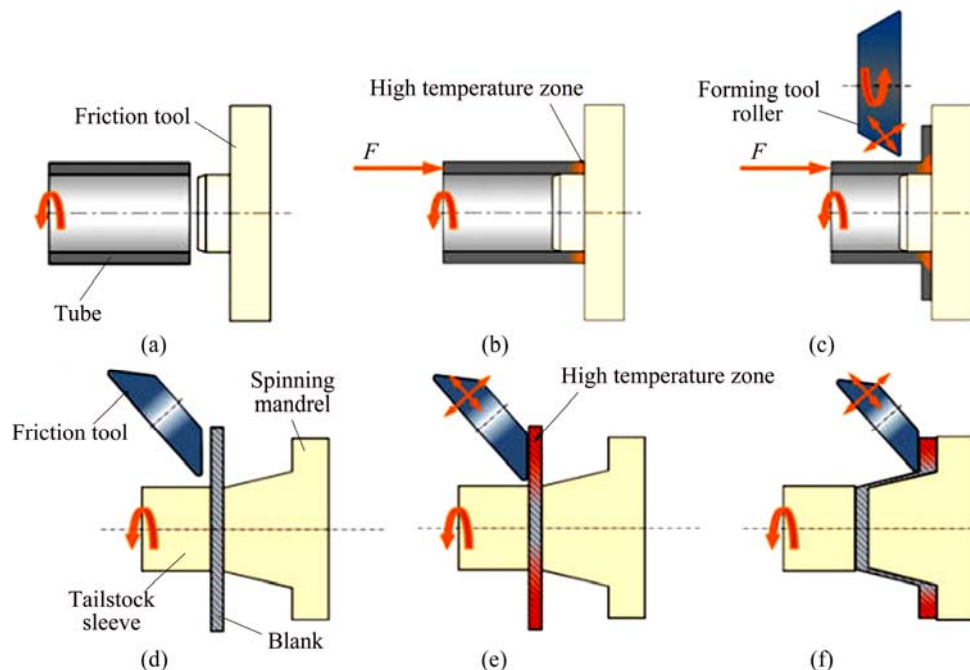 Friction tool
Tube
(a)
High temperature zone
F
(b)
Forming tool
roller
F
(c)
Friction tool
Spinning
mandrel
Tailstock
sleeve
Blank
(d)
High temperature zone
(e)
(f)